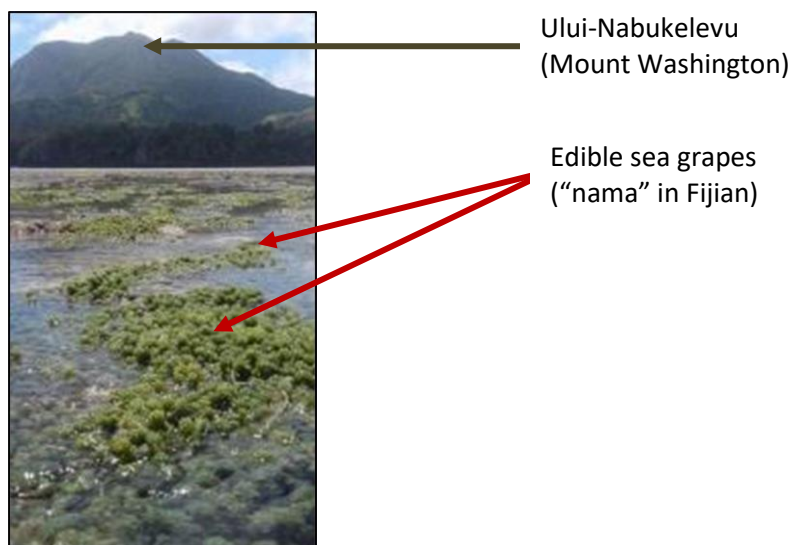 Ului-Nabukelevu
(Mount Washington)
Edible sea grapes
(“nama” in Fijian)